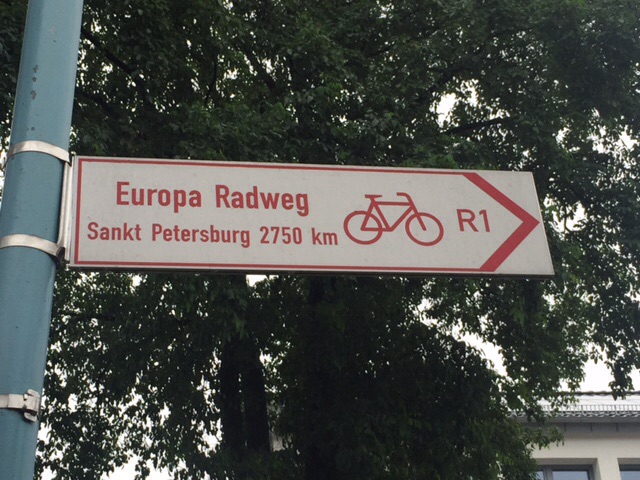 Europa Radweg
Sankt Petersburg 2750 km
R1